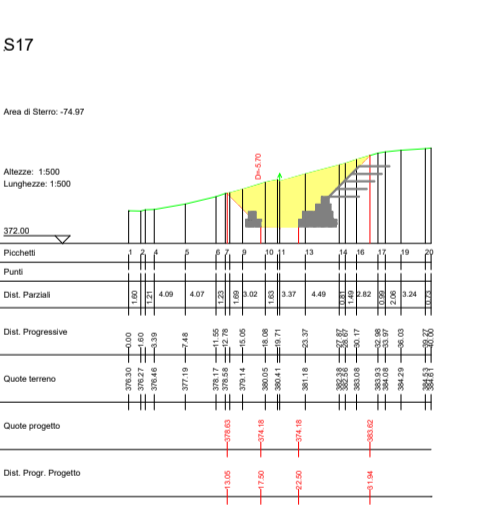 S17
Area di Sterro: -74.97
D=-5.70
Altezze: 1:500
Lunghezze: 1:500
372.00
Picchetti 1 2 4 5 6 7 9 10 11 13 14 16 17 19 20
Punti
Dist. Parziali 1.60 1.21 4.09 4.07 1.23 1.69 3.02 1.63 3.37 4.49 0.81 1.49 2.82 0.99 2.06 3.24 0.73
Dist. Progressive 0.00 1.60 3.39 7.48 11.55 12.78 15.05 18.08 19.71 23.37 27.87 30.17 32.98 33.97 36.03 40.00
Quote terreno 376.30 376.27 376.46 377.19 378.17 378.58 379.14 380.05 380.41 381.18 383.08 383.93 384.08 384.29
Quote progetto 378.63 374.18 374.18 383.62
Dist. Progr. Progetto 13.05 17.50 22.50 31.94